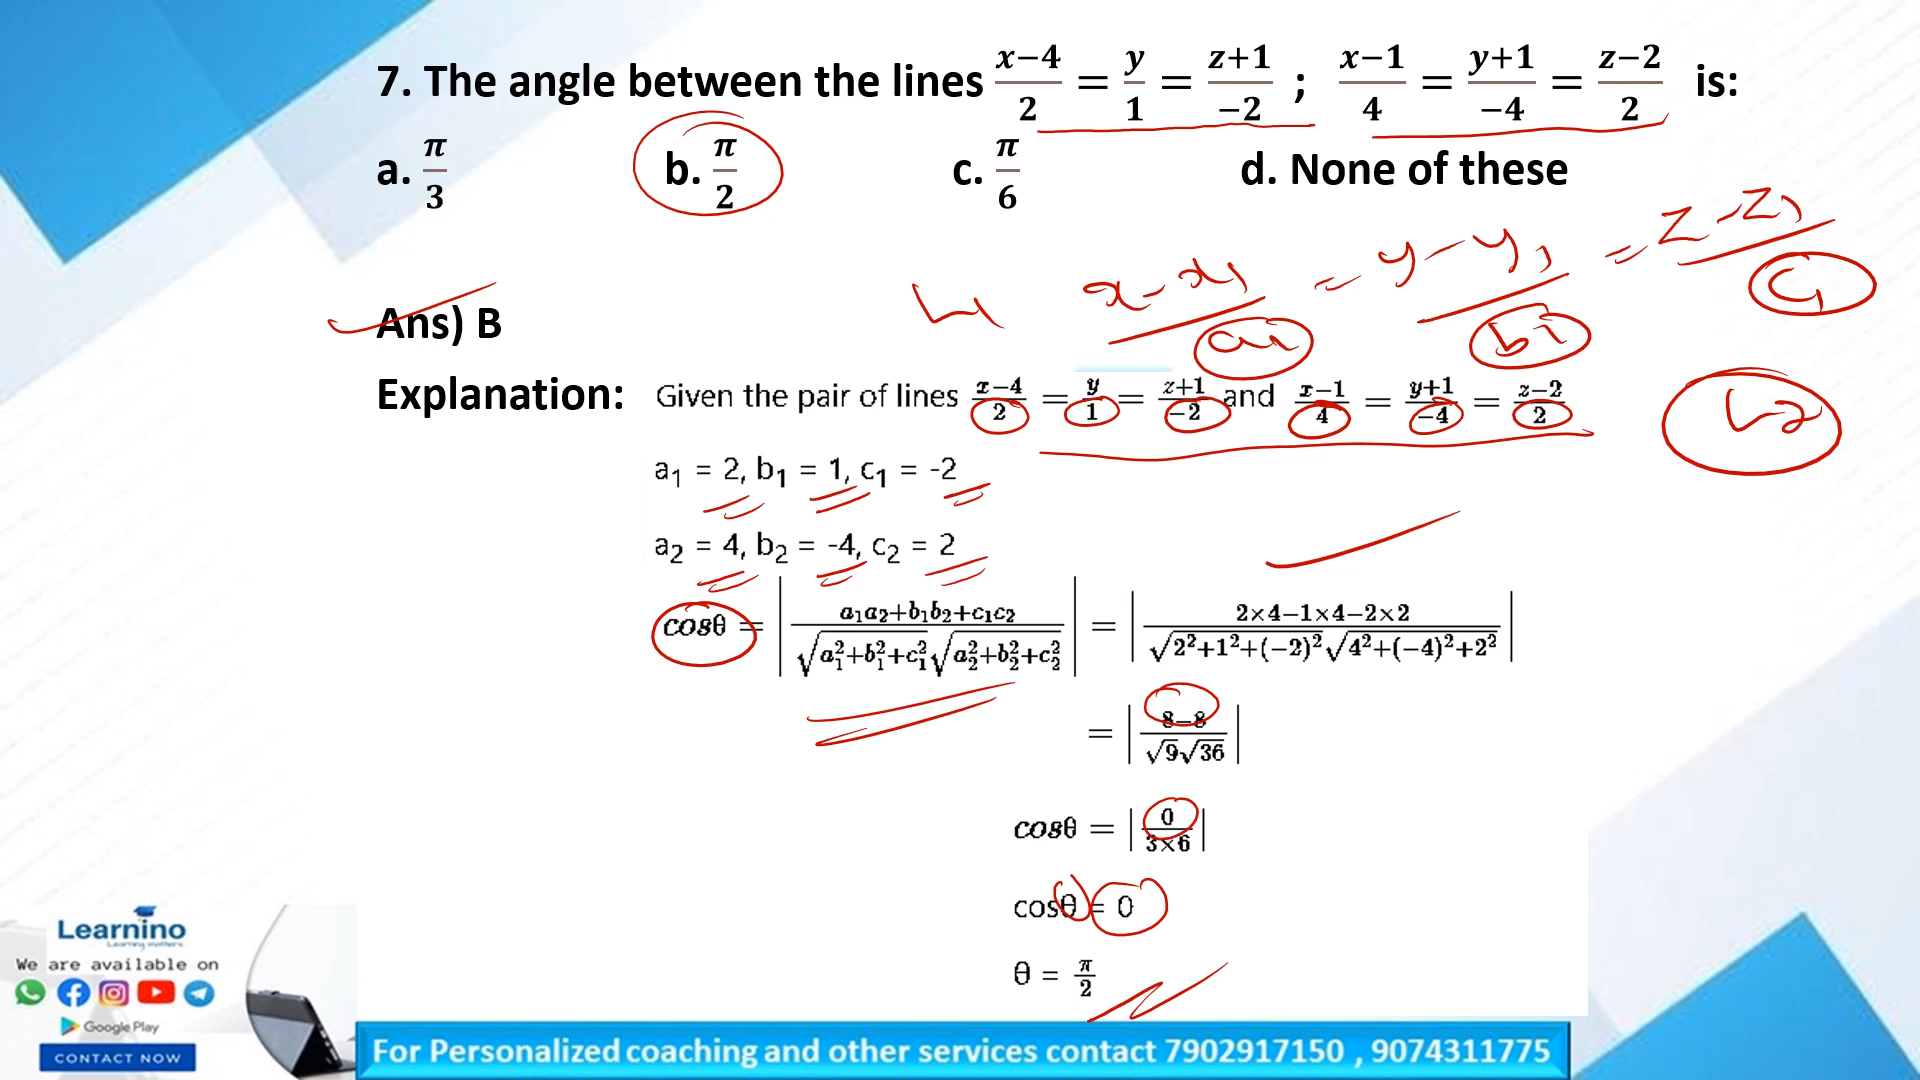 7. The angle between the lines (x−4)/2 = y/1 = (z+1)/−2 ; (x−1)/4 = (y+1)/−4 = (z−2)/2 is:
a. π/3 b. π/2 c. π/6 d. None of these
L1 (x−x1)/a1 = (y−y1)/b1 = (z−z1)/c1
Ans) B
Explanation: Given the pair of lines (x−4)/2 = y/1 = (z+1)/−2 and (x−1)/4 = (y+1)/−4 = (z−2)/2
L2
a₁ = 2, b₁ = 1, c₁ = -2
a₂ = 4, b₂ = -4, c₂ = 2
cosθ = |(a₁a₂+b₁b₂+c₁c₂)/(√(a₁²+b₁²+c₁²)√(a₂²+b₂²+c₂²))| = |(2×4−1×4−2×2)/(√(2²+1²+(−2)²)√(4²+(−4)²+2²))|
= |(8−8)/(√9√36)|
cosθ = |0/(3×6)|
cosθ = 0
θ = π/2
Learnino
Learning matters
We are available on
Google Play
CONTACT NOW
For Personalized coaching and other services contact 7902917150 , 9074311775